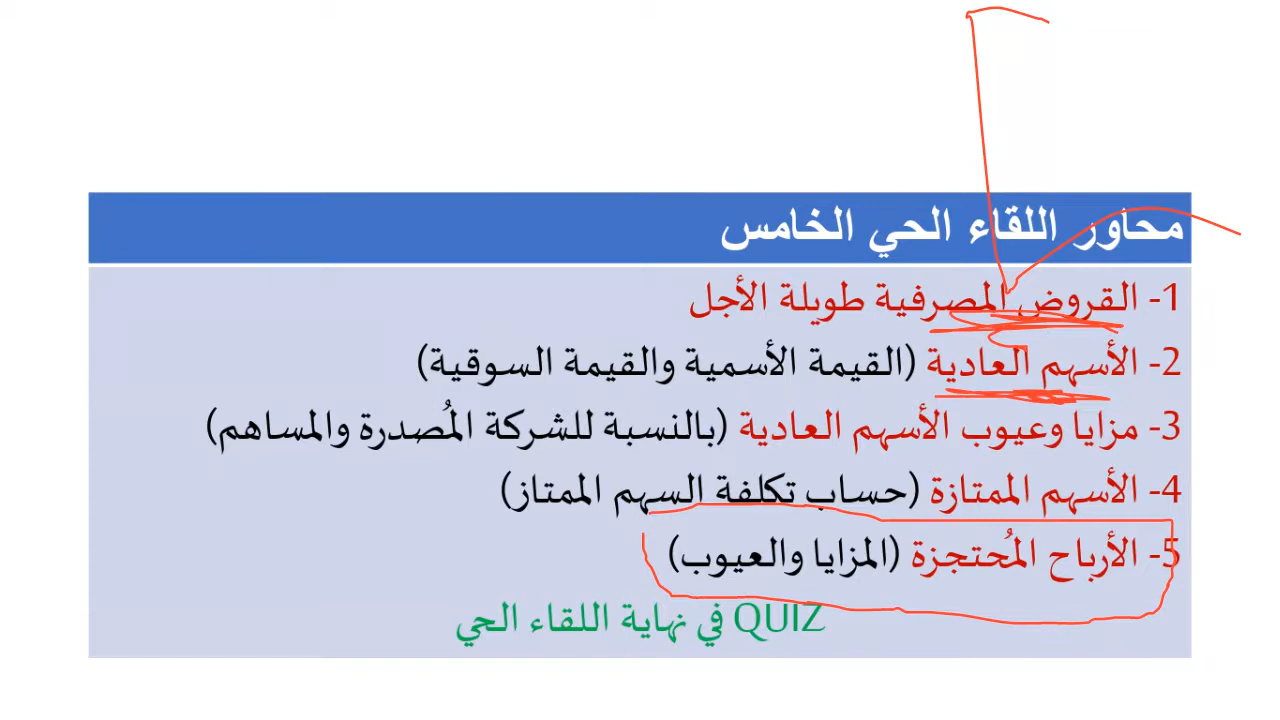 محاور اللقاء الحي الخامس
1- القروض المصرفية طويلة الأجل
2- الأسهم العادية (القيمة الأسمية والقيمة السوقية)
3- مزايا وعيوب الأسهم العادية (بالنسبة للشركة المُصدرة والمساهم)
4- الأسهم الممتازة (حساب تكلفة السهم الممتاز)
5- الأرباح المُحتجزة (المزايا والعيوب)
QUIZ في نهاية اللقاء الحي